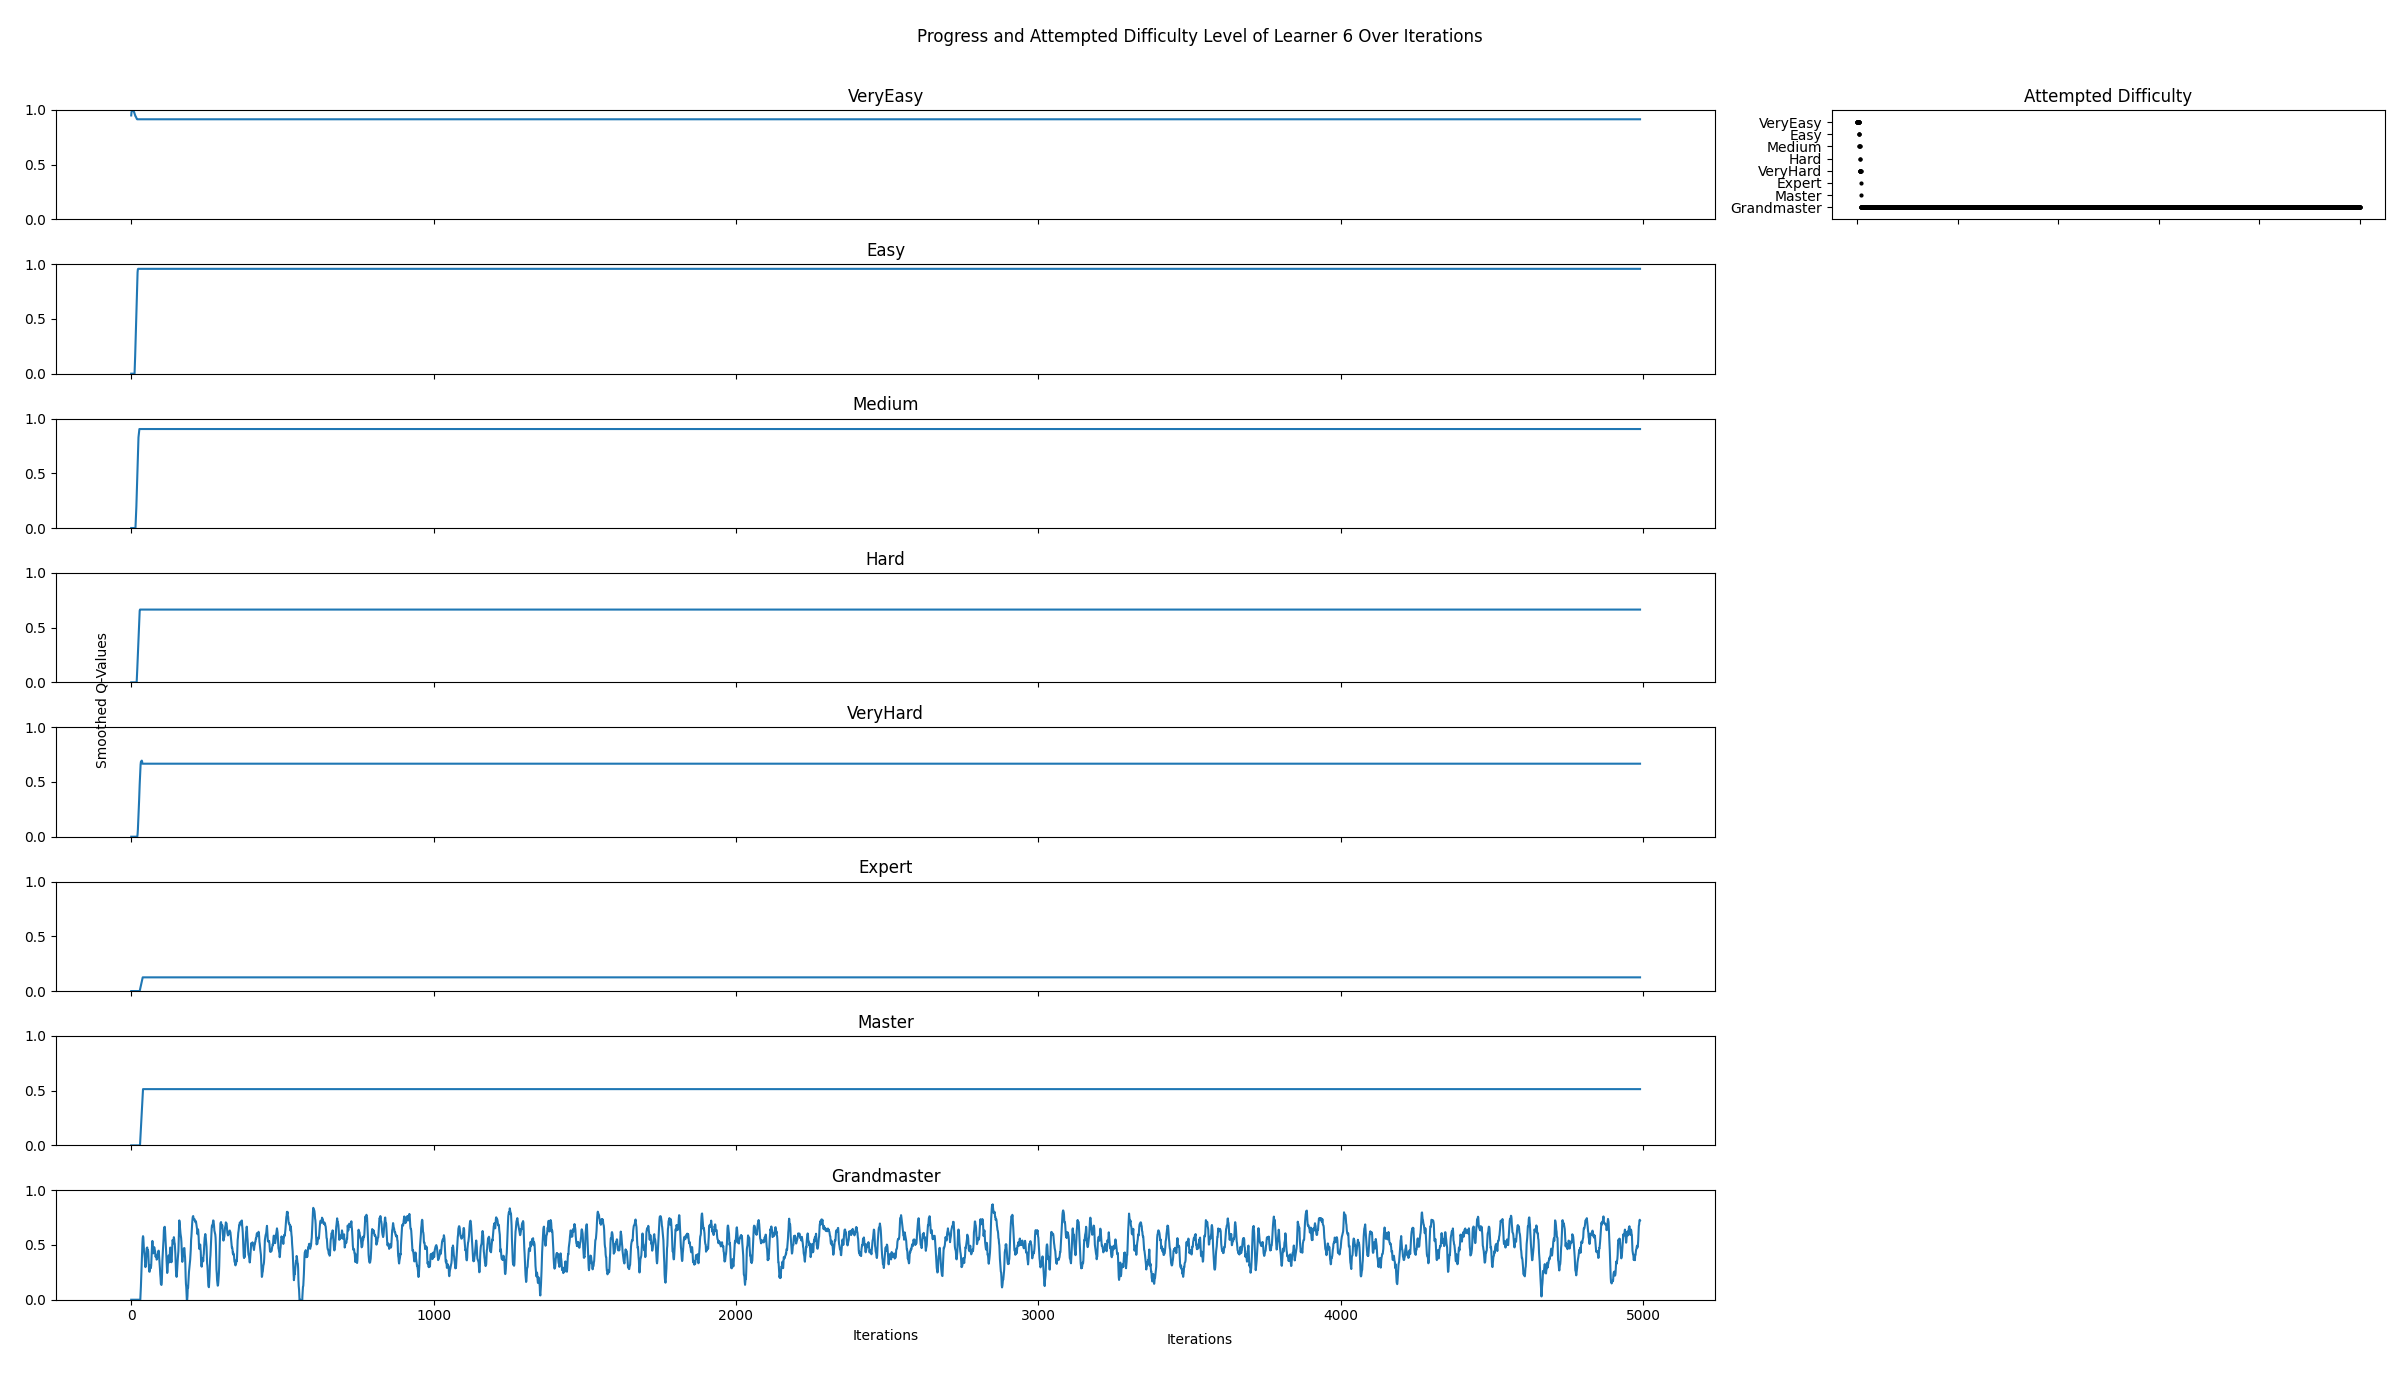 Progress and Attempted Difficulty Level of Learner 6 Over Iterations
VeryEasy
1.0
0.5
0.0
Attempted Difficulty
VeryEasy
Easy
Medium
Hard
VeryHard
Expert
Master
Grandmaster
Easy
1.0
0.5
0.0
Medium
1.0
0.5
0.0
Hard
1.0
0.5
0.0
Smoothed Q-Values
VeryHard
1.0
0.5
0.0
Expert
1.0
0.5
0.0
Master
1.0
0.5
0.0
Grandmaster
1.0
0.5
0.0
0 1000 2000 3000 4000 5000
Iterations
Iterations